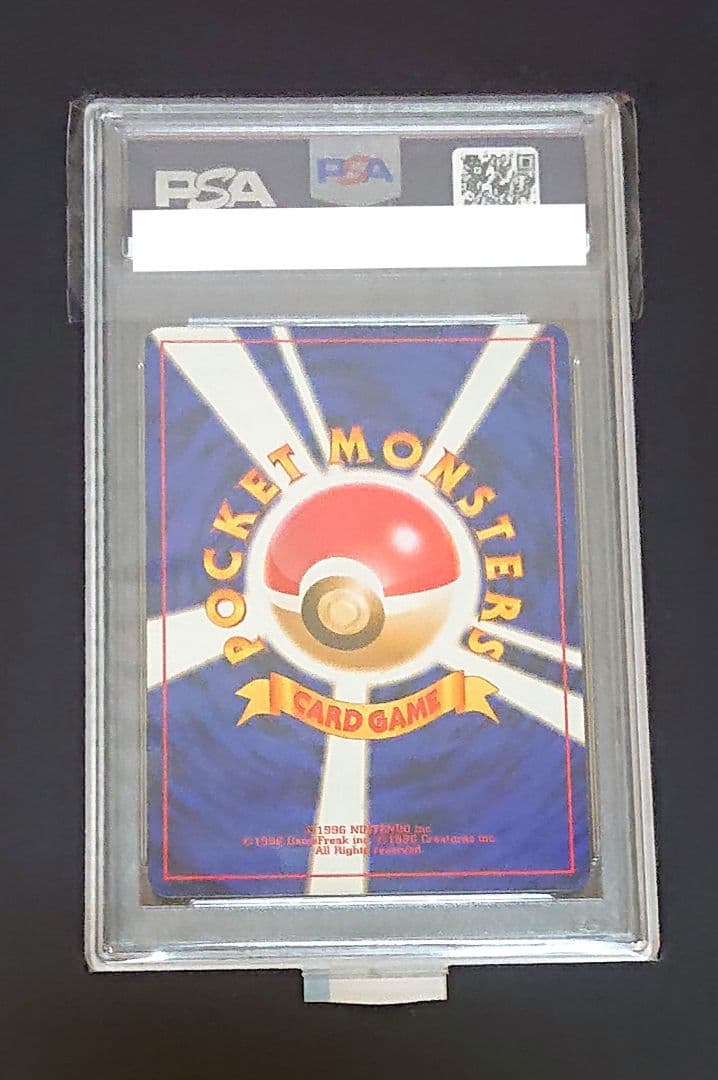 PSA
PSA
POCKET MONSTERS
CARD GAME
©1996 NINTENDO inc.
©1996 GameFreak inc. ©1996 Creatures inc.
All Rights reserved.